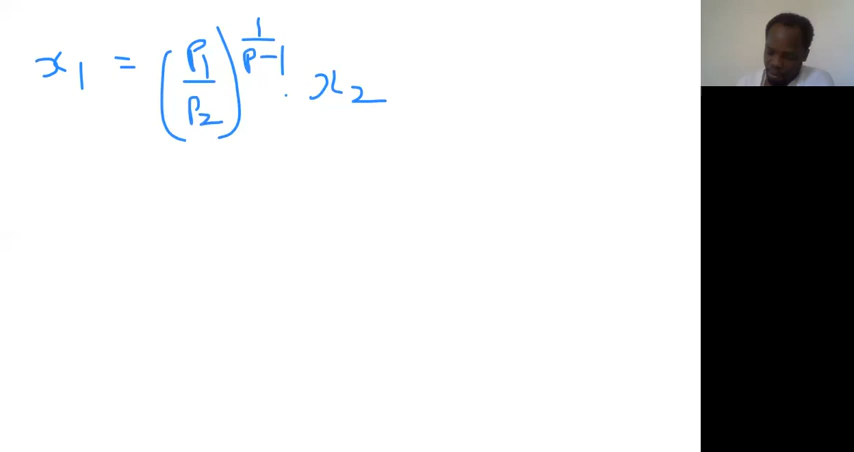 x₁ = (P₁/P₂)^(1/(P-1)) · x₂